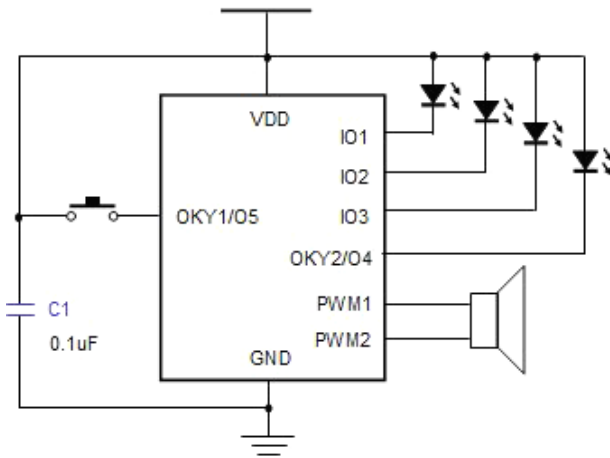 VDD
IO1
IO2
OKY1/O5
IO3
OKY2/O4
C1
PWM1
0.1uF
PWM2
GND